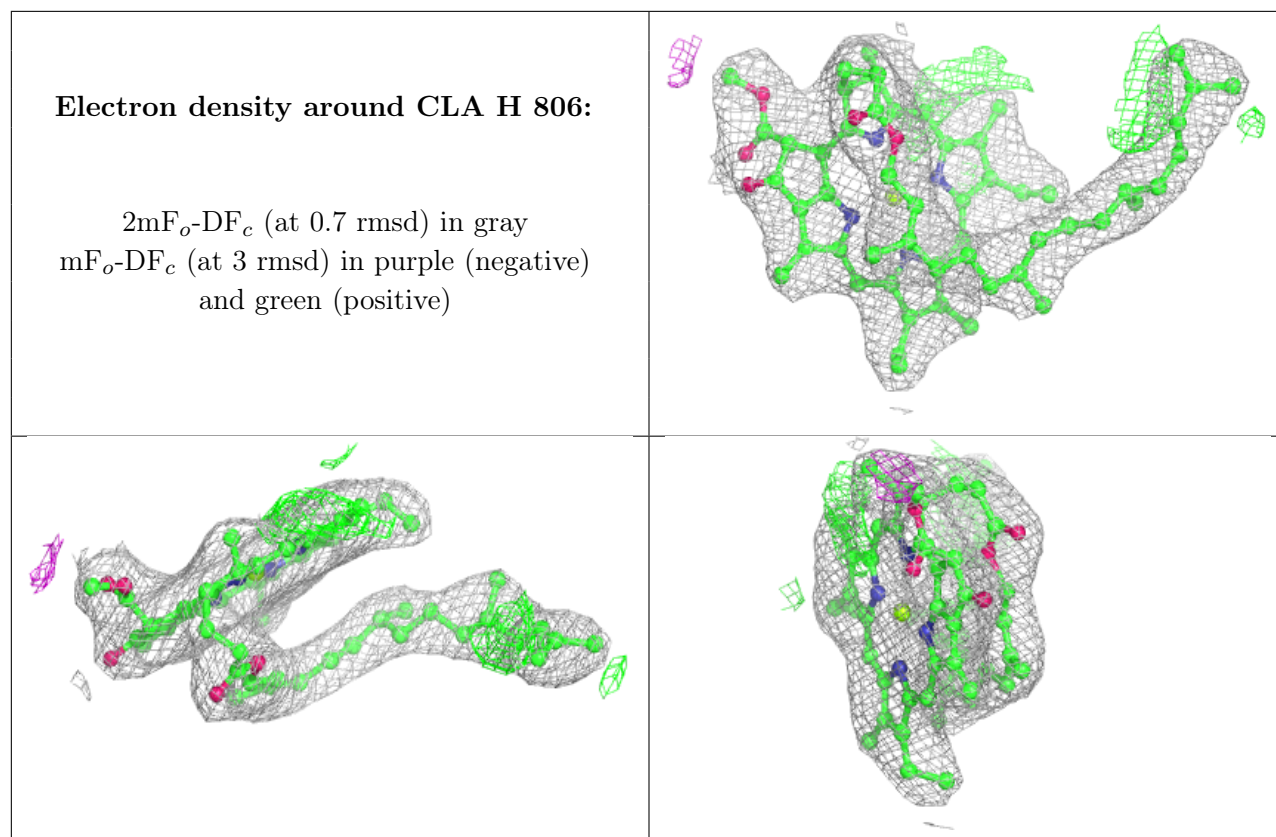 Electron density around CLA H 806:
2mFo-DFc (at 0.7 rmsd) in gray
mFo-DFc (at 3 rmsd) in purple (negative)
and green (positive)